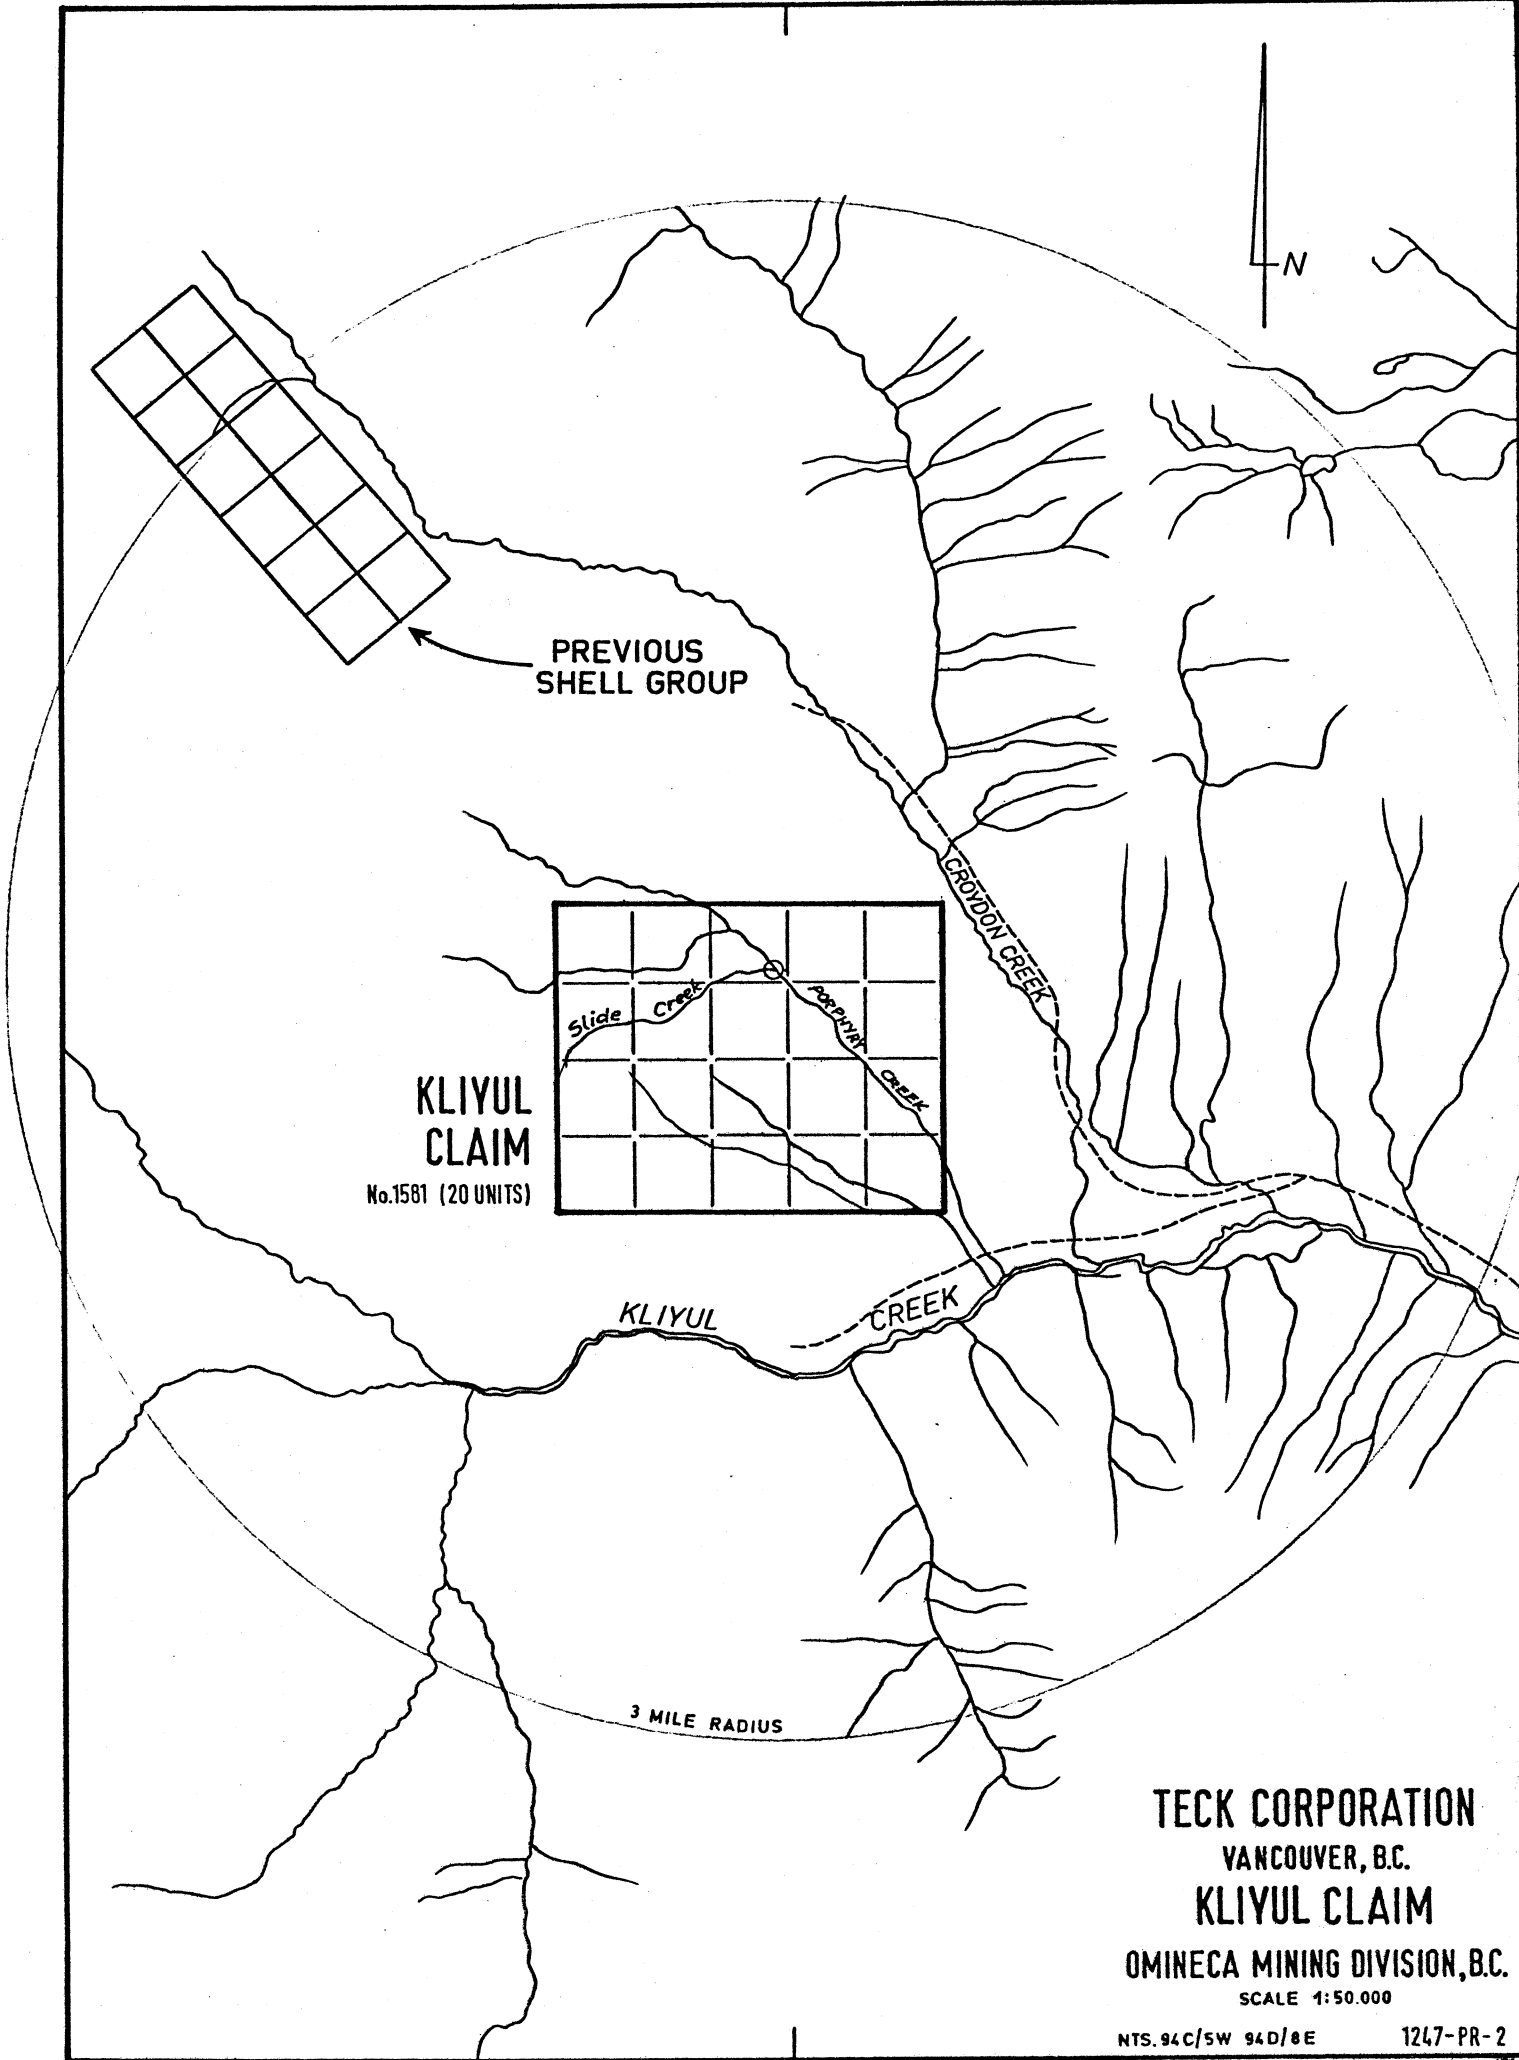 N
PREVIOUS
SHELL GROUP
CROYDON CREEK
Slide Creek
PORPHYRY CREEK
KLIYUL
CLAIM
No.1581 (20 UNITS)
KLIYUL CREEK
3 MILE RADIUS
TECK CORPORATION
VANCOUVER, B.C.
KLIYUL CLAIM
OMINECA MINING DIVISION, B.C.
SCALE 1:50.000
NTS. 94C/5W 94D/8E
1247-PR-2